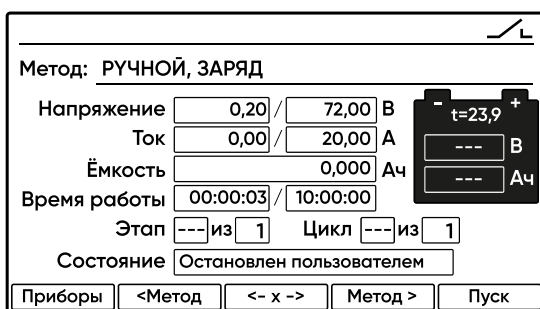 Метод: РУЧНОЙ, ЗАРЯД
Напряжение 0,20 / 72,00 В
Ток 0,00 / 20,00 А
Ёмкость 0,000 Ач
Время работы 00:00:03 / 10:00:00
Этап --- из 1 Цикл --- из 1
Состояние Остановлен пользователем
- +
t=23,9
--- В
--- Ач
Приборы <Метод <- x -> Метод > Пуск